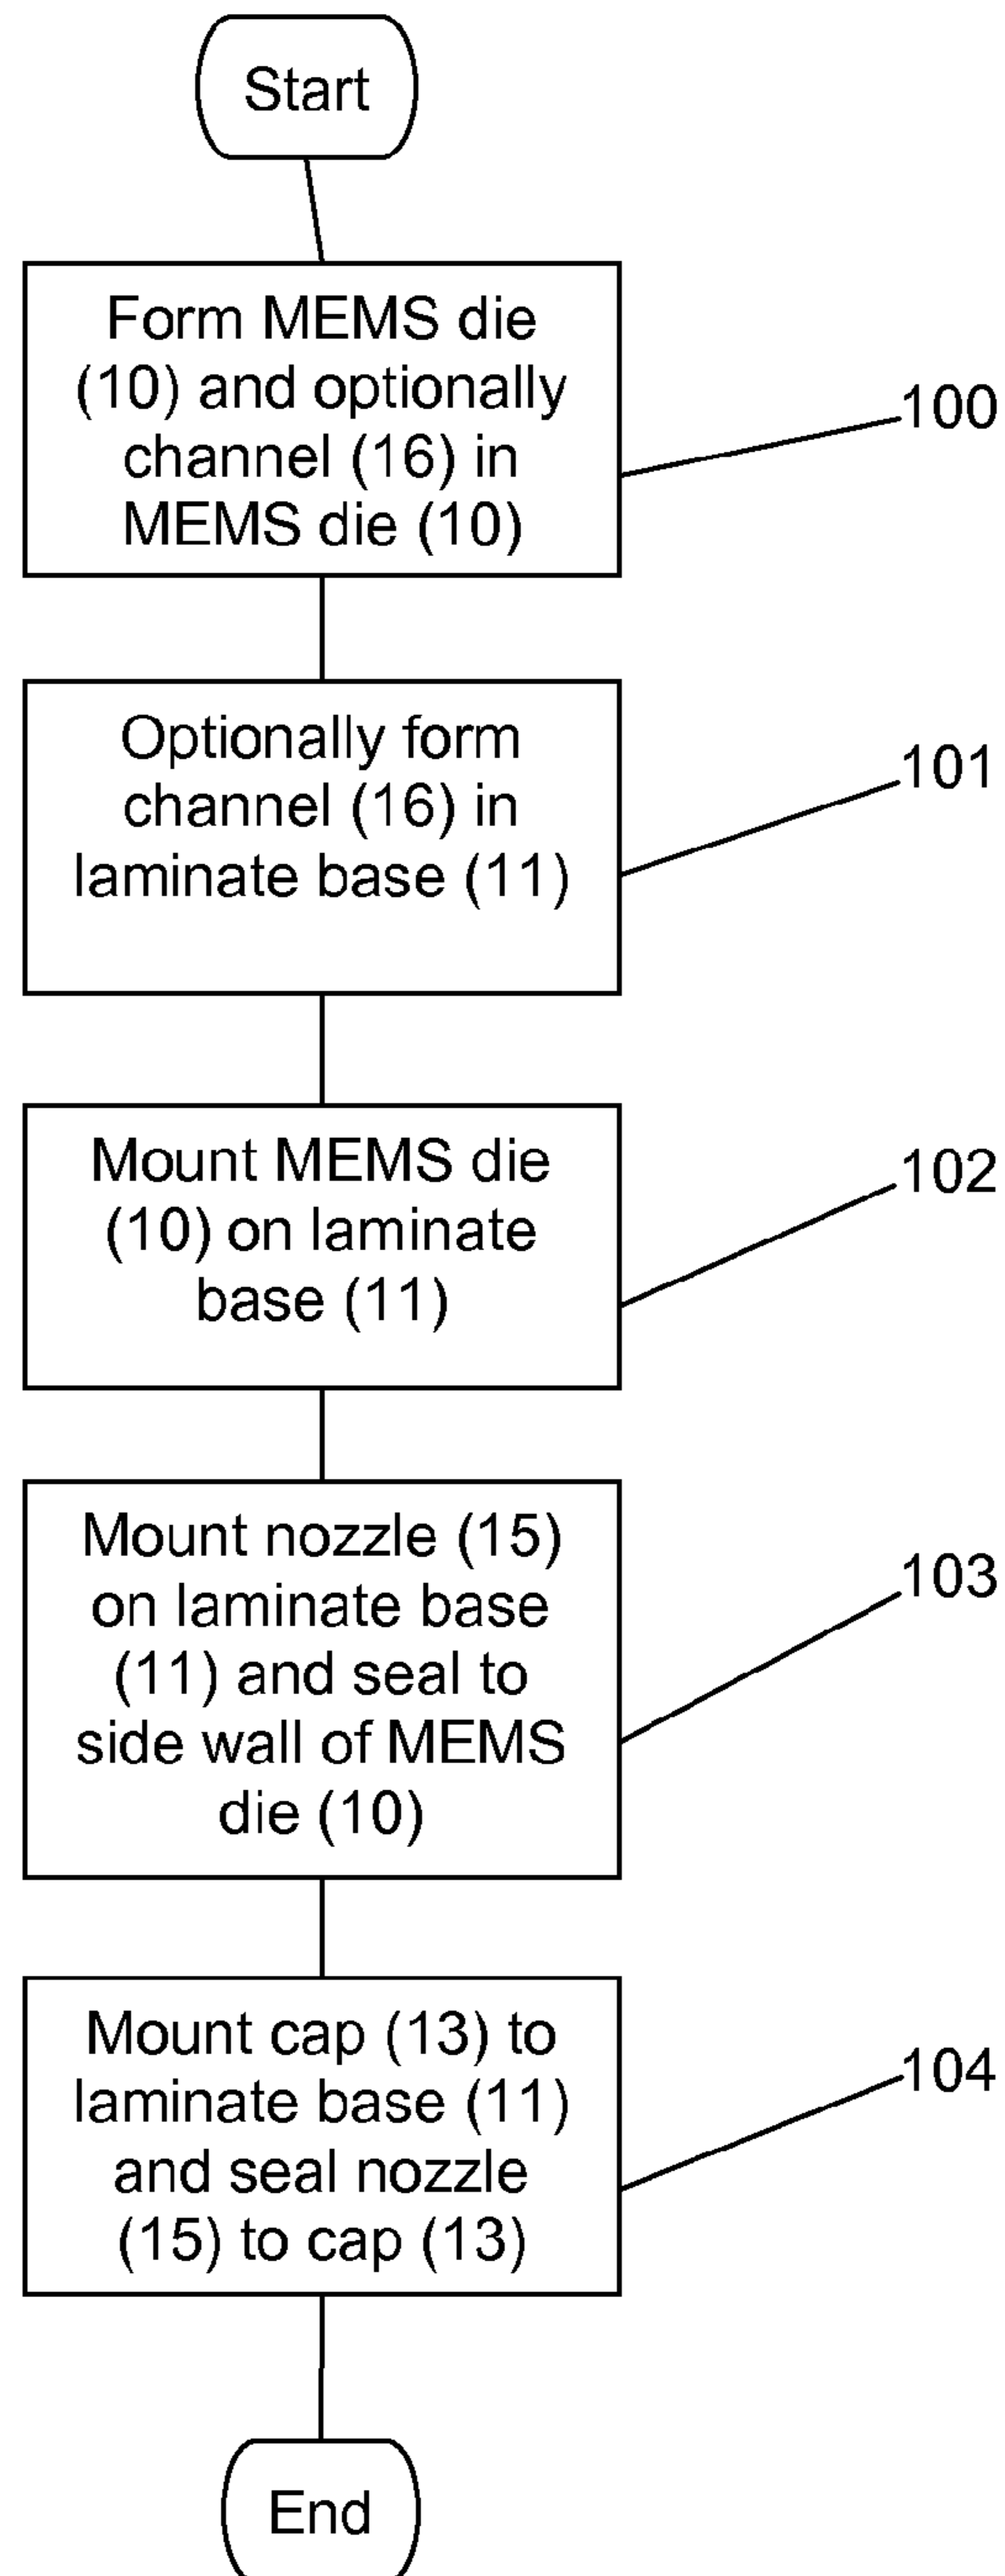 Start
Form MEMS die
(10) and optionally
channel (16) in
MEMS die (10)
100
Optionally form
channel (16) in
laminate base (11)
101
Mount MEMS die
(10) on laminate
base (11)
102
Mount nozzle (15)
on laminate base
(11) and seal to
side wall of MEMS
die (10)
103
Mount cap (13) to
laminate base (11)
and seal nozzle
(15) to cap (13)
104
End